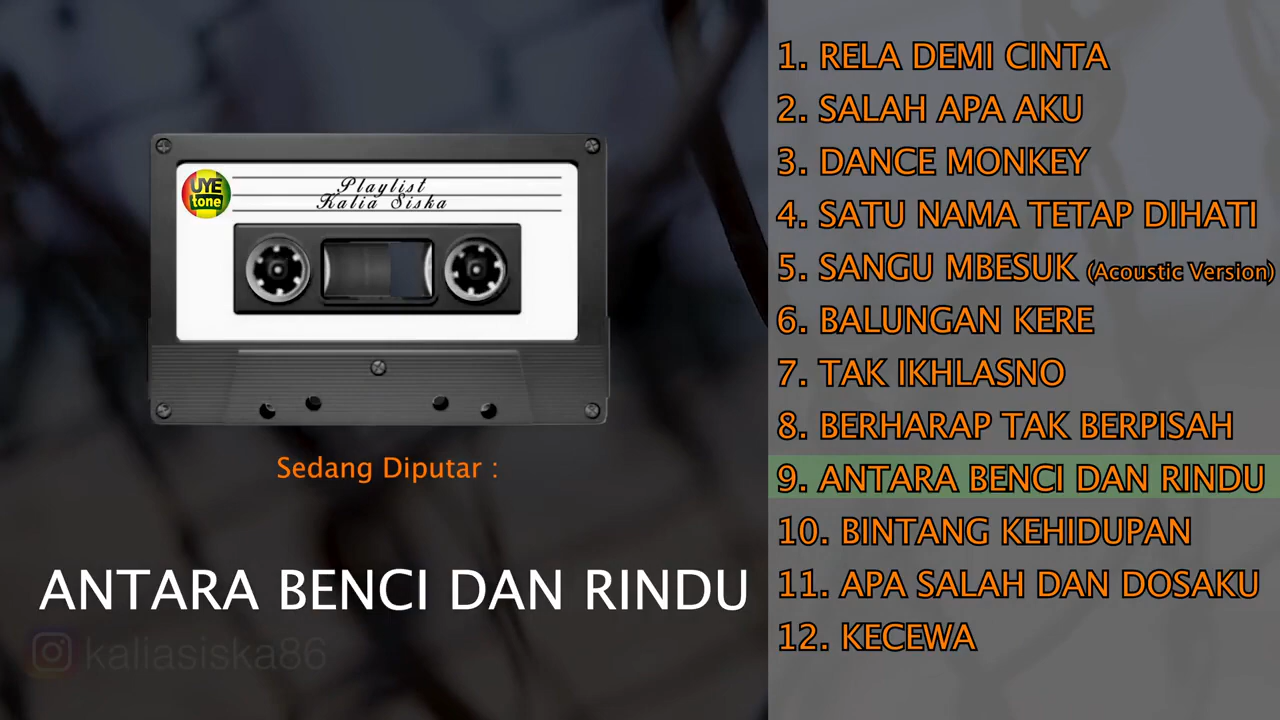 UYE
tone
Playlist
Kalia Siska
Sedang Diputar :
ANTARA BENCI DAN RINDU
kaliasiska86
1. RELA DEMI CINTA
2. SALAH APA AKU
3. DANCE MONKEY
4. SATU NAMA TETAP DIHATI
5. SANGU MBESUK (Acoustic Version)
6. BALUNGAN KERE
7. TAK IKHLASNO
8. BERHARAP TAK BERPISAH
9. ANTARA BENCI DAN RINDU
10. BINTANG KEHIDUPAN
11. APA SALAH DAN DOSAKU
12. KECEWA